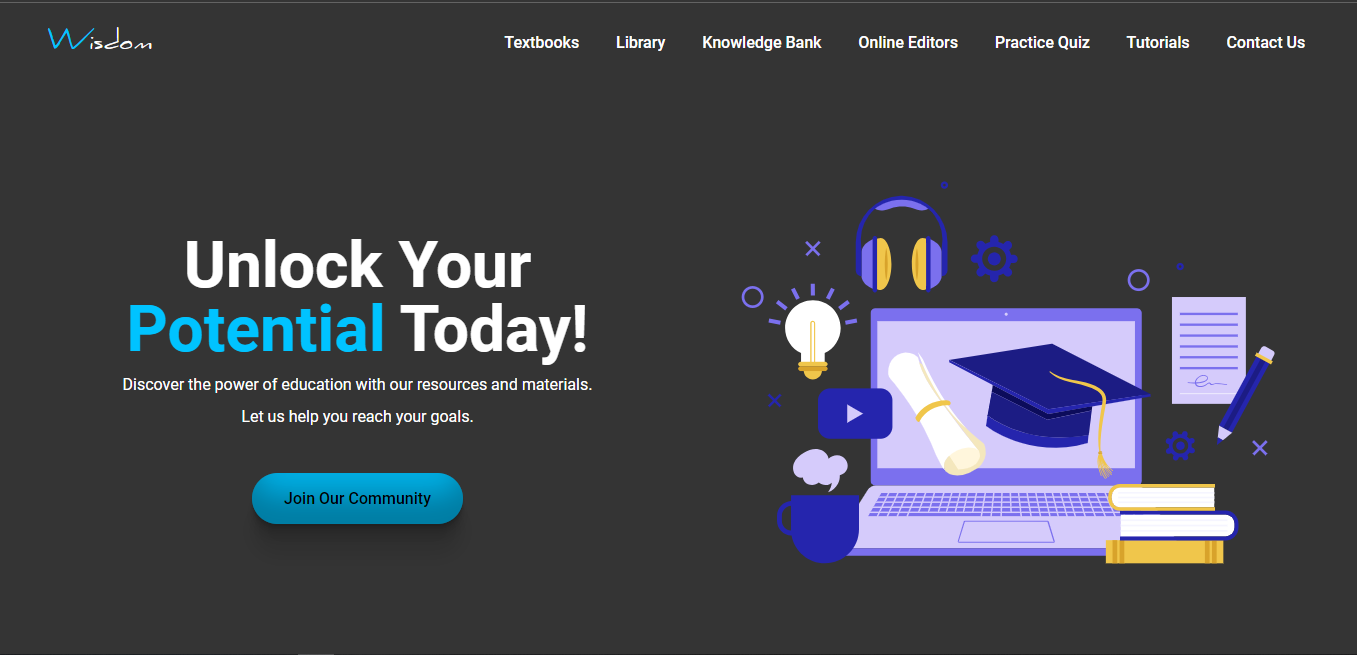 Wisdom
Textbooks Library Knowledge Bank Online Editors Practice Quiz Tutorials Contact Us
Unlock Your
Potential Today!
Discover the power of education with our resources and materials.
Let us help you reach your goals.
Join Our Community